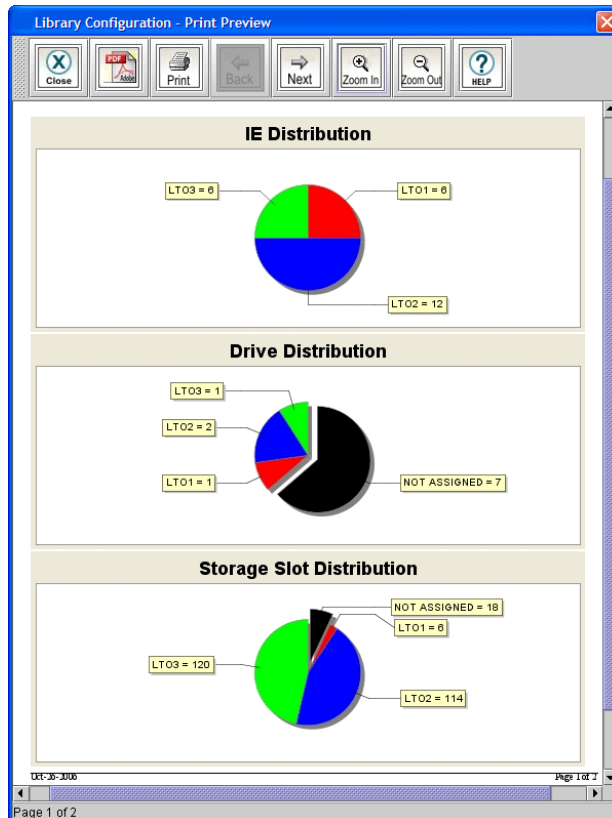 Library Configuration - Print Preview
Close
PDF
Adobe
Print
Back
Next
Zoom In
Zoom Out
?
HELP
IE Distribution
LTO3 = 6
LTO1 = 6
LTO2 = 12
Drive Distribution
LTO3 = 1
LTO2 = 2
LTO1 = 1
NOT ASSIGNED = 7
Storage Slot Distribution
NOT ASSIGNED = 18
LTO1 = 6
LTO3 = 120
LTO2 = 114
Page 1 of 2